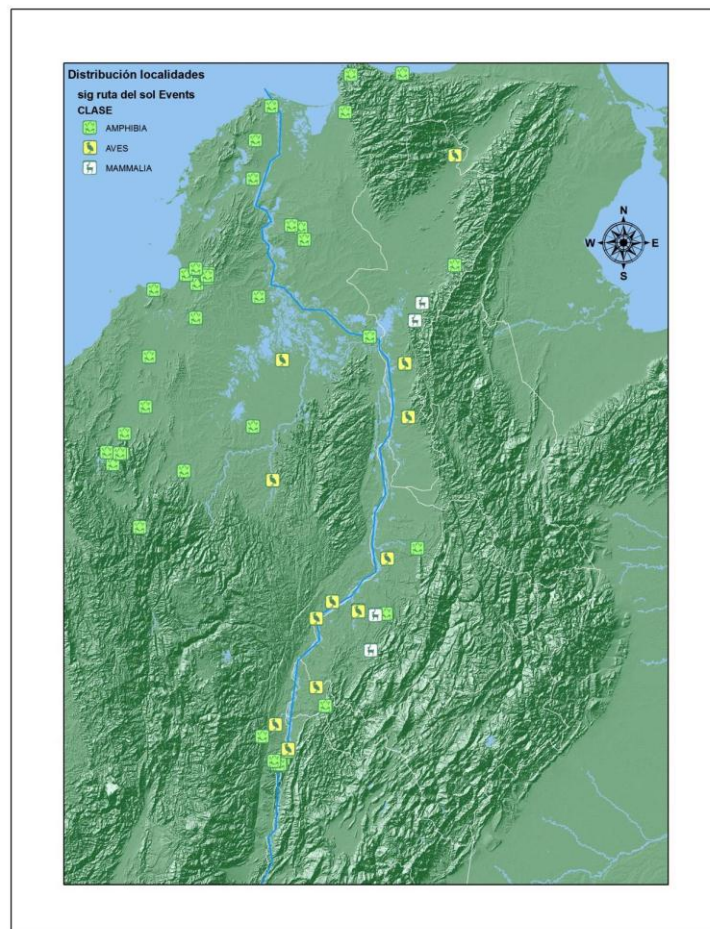 Distribución localidades
sig ruta del sol Events
CLASE
AMPHIBIA
AVES
MAMMALIA
N
W E
S